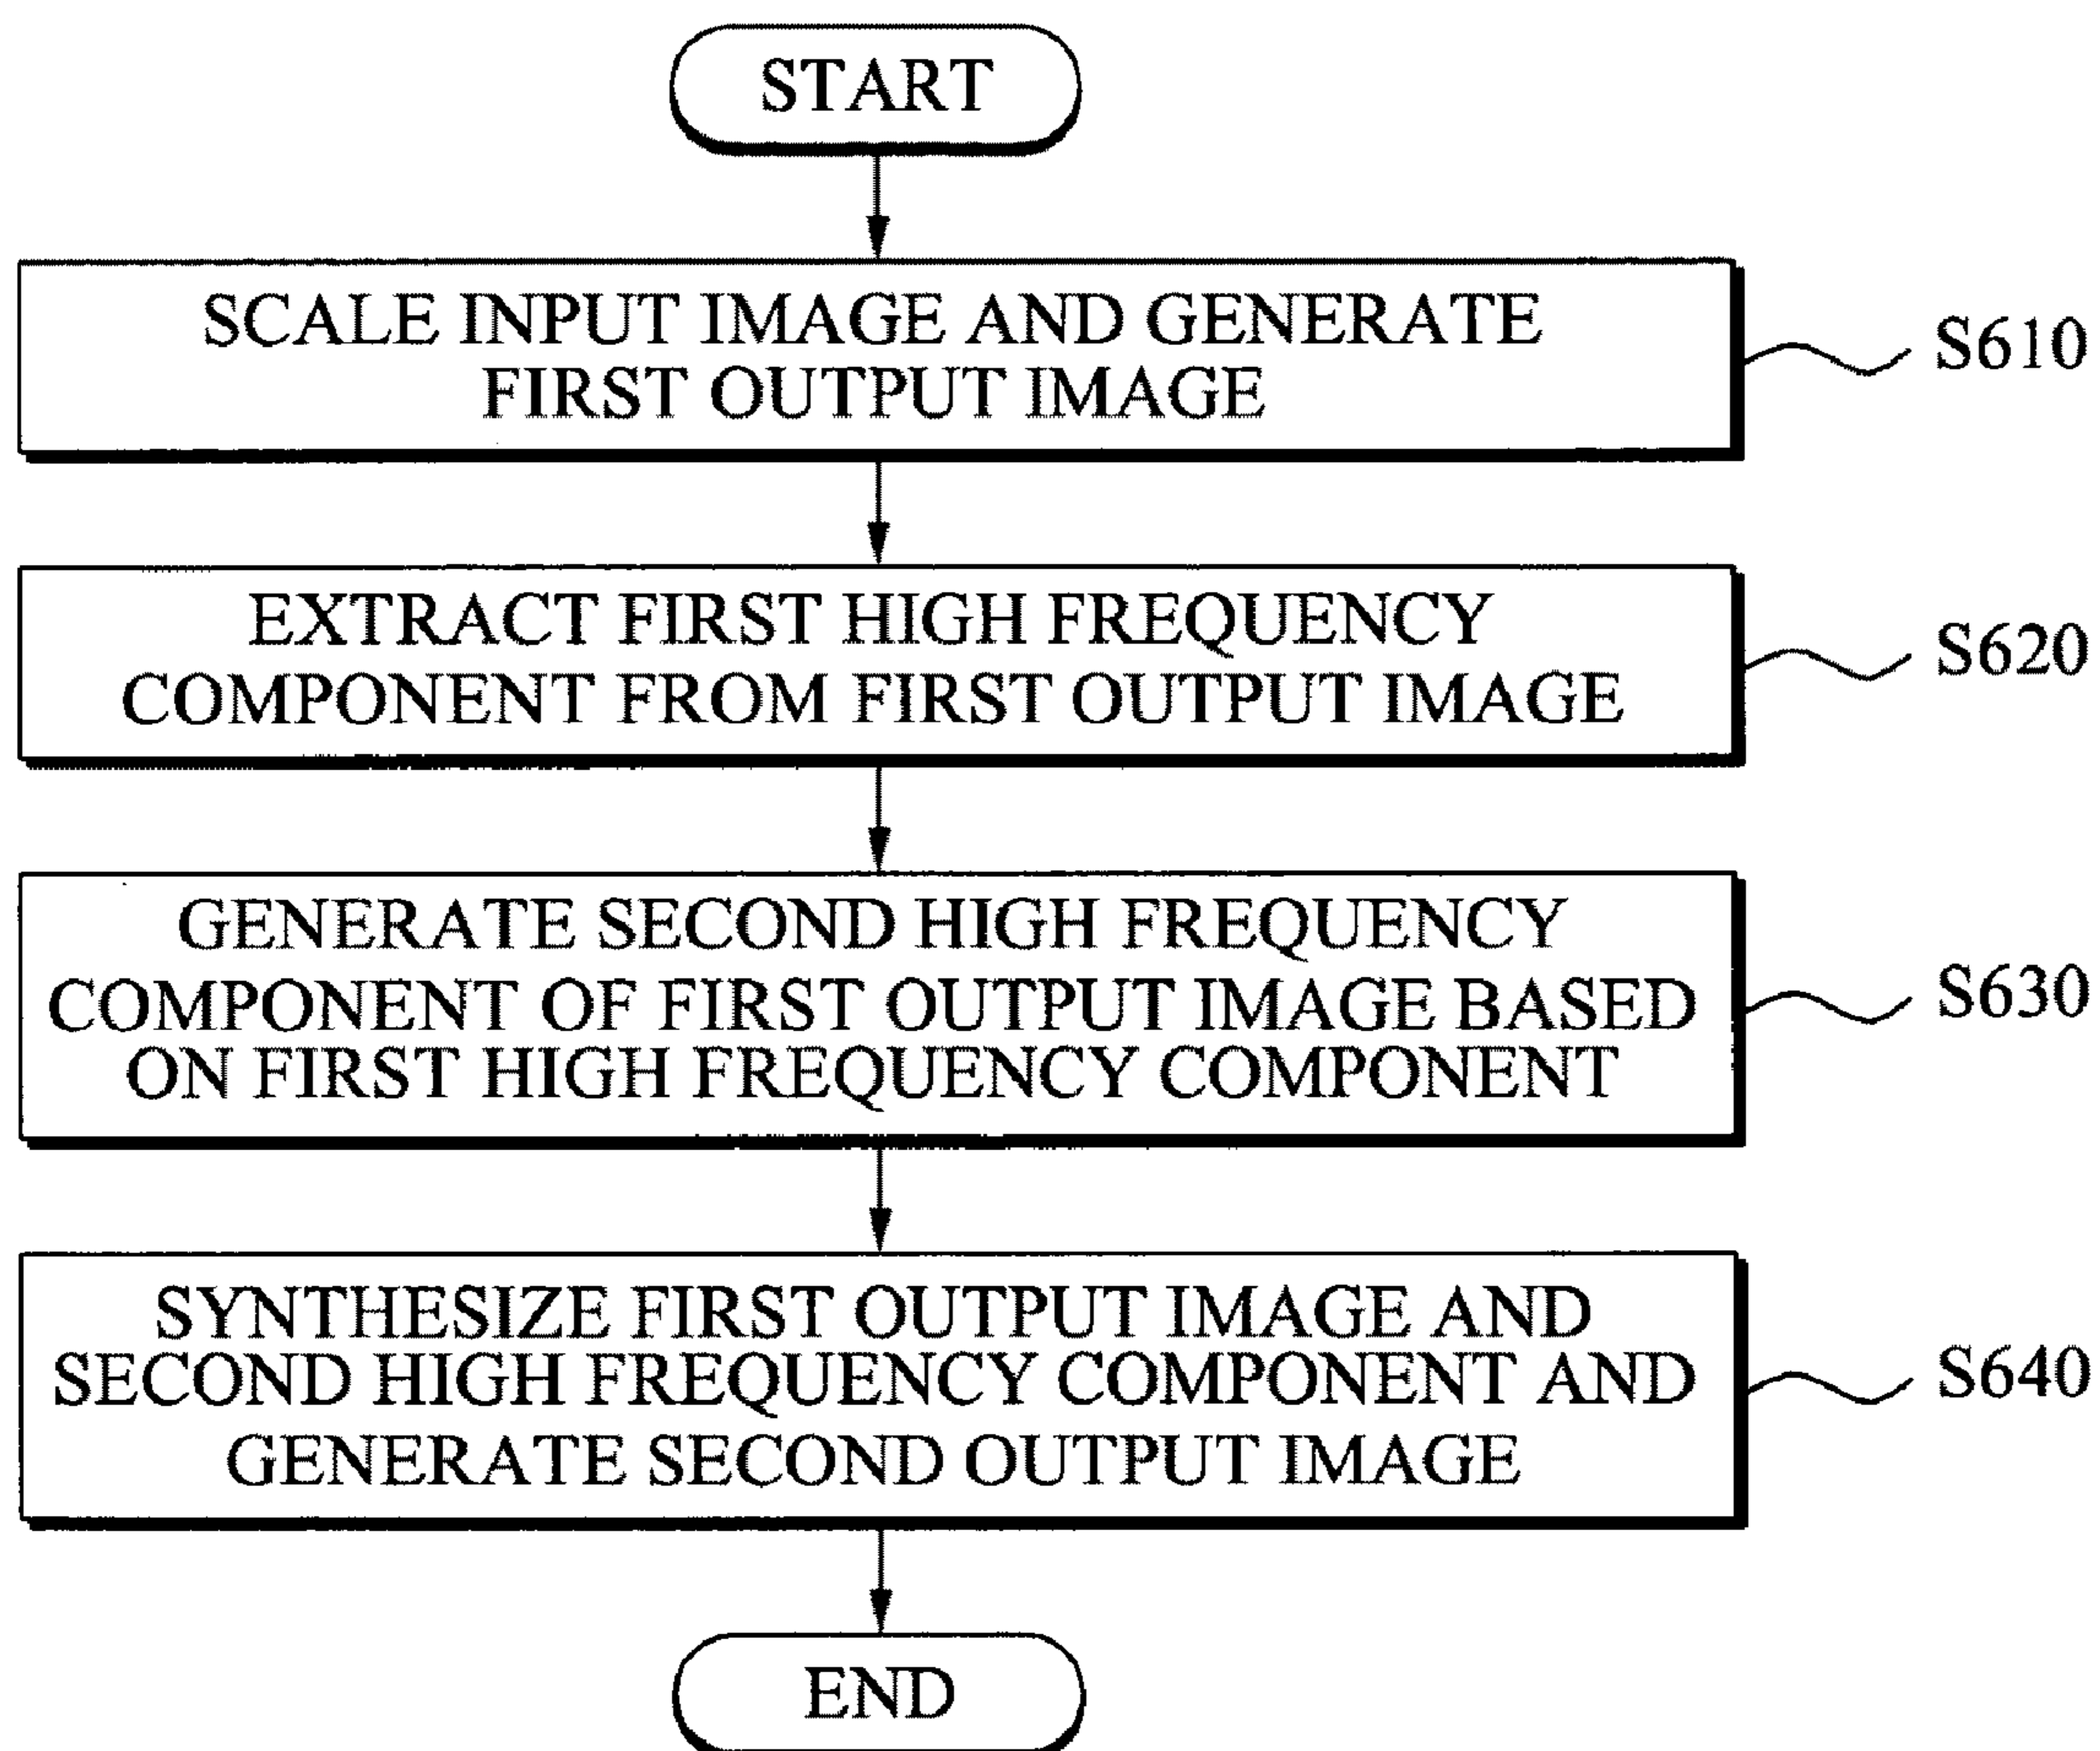 START
SCALE INPUT IMAGE AND GENERATE
FIRST OUTPUT IMAGE
S610
EXTRACT FIRST HIGH FREQUENCY
COMPONENT FROM FIRST OUTPUT IMAGE
S620
GENERATE SECOND HIGH FREQUENCY
COMPONENT OF FIRST OUTPUT IMAGE BASED
ON FIRST HIGH FREQUENCY COMPONENT
S630
SYNTHESIZE FIRST OUTPUT IMAGE AND
SECOND HIGH FREQUENCY COMPONENT AND
GENERATE SECOND OUTPUT IMAGE
S640
END